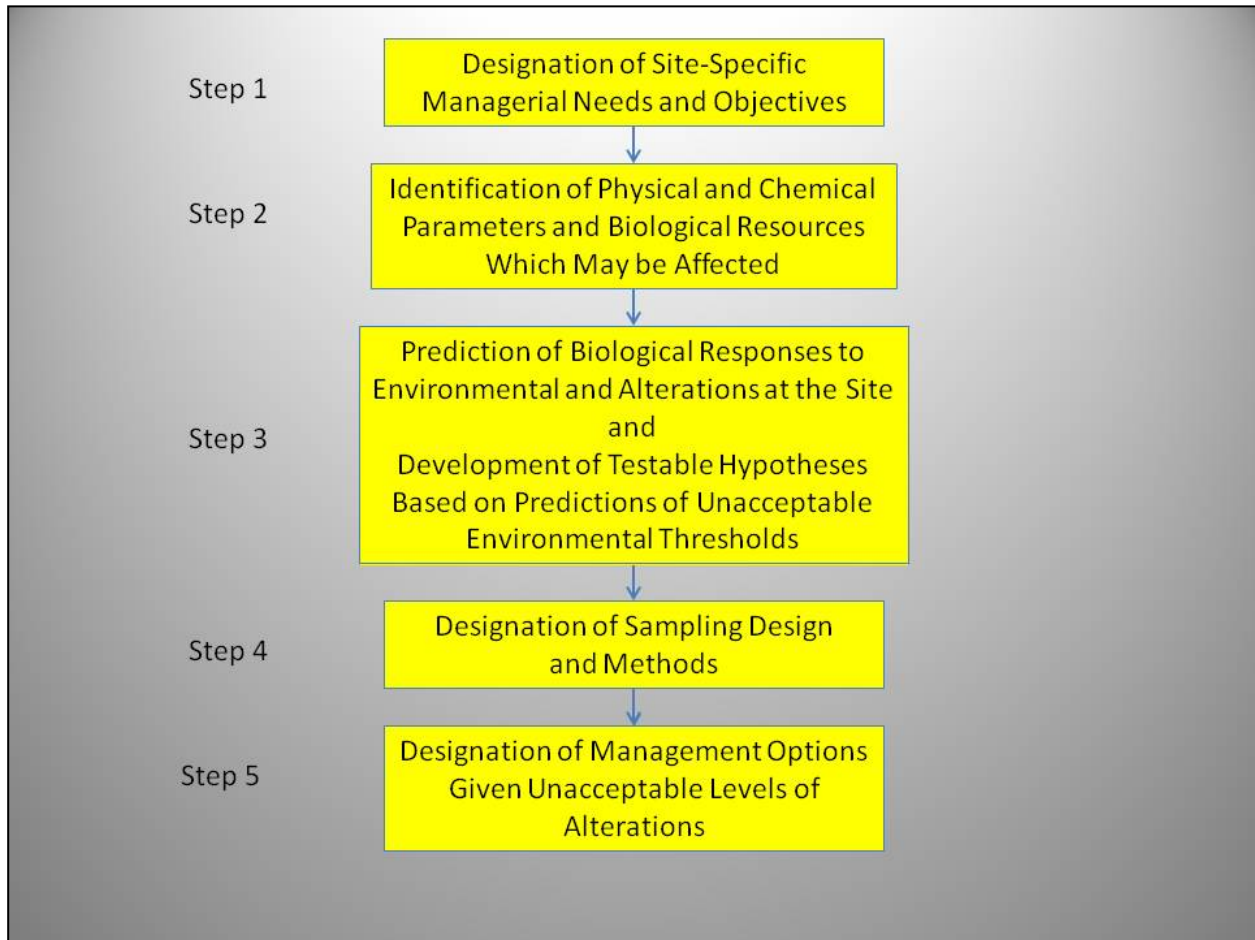 Step 1
Designation of Site-Specific
Managerial Needs and Objectives
Step 2
Identification of Physical and Chemical
Parameters and Biological Resources
Which May be Affected
Step 3
Prediction of Biological Responses to
Environmental and Alterations at the Site
and
Development of Testable Hypotheses
Based on Predictions of Unacceptable
Environmental Thresholds
Step 4
Designation of Sampling Design
and Methods
Step 5
Designation of Management Options
Given Unacceptable Levels of
Alterations